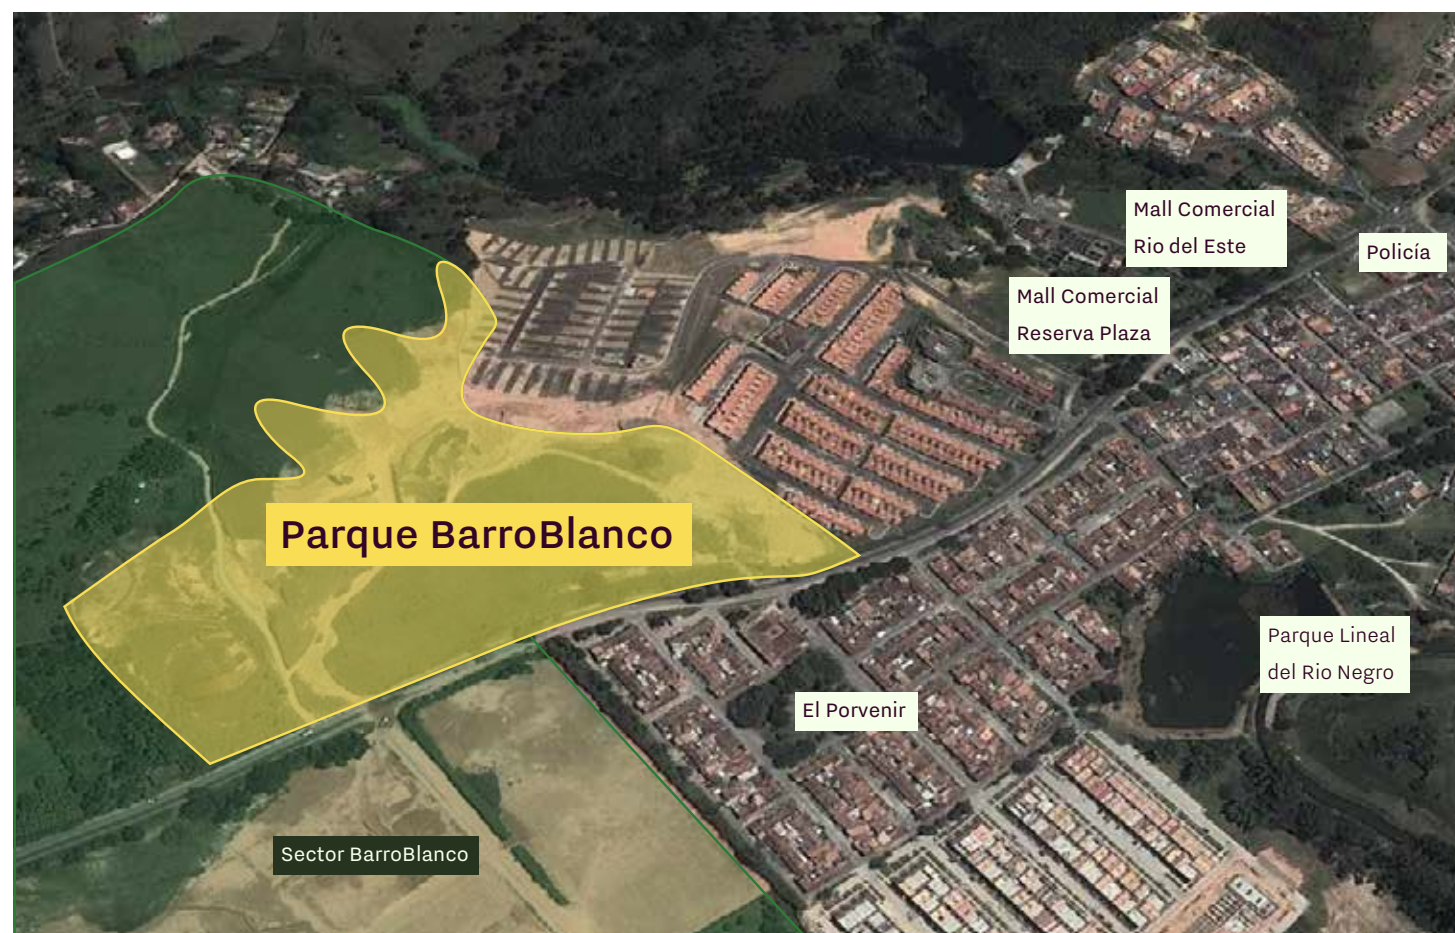 Mall Comercial
Rio del Este
Policía
Mall Comercial
Reserva Plaza
Parque BarroBlanco
Parque Lineal
del Rio Negro
El Porvenir
Sector BarroBlanco